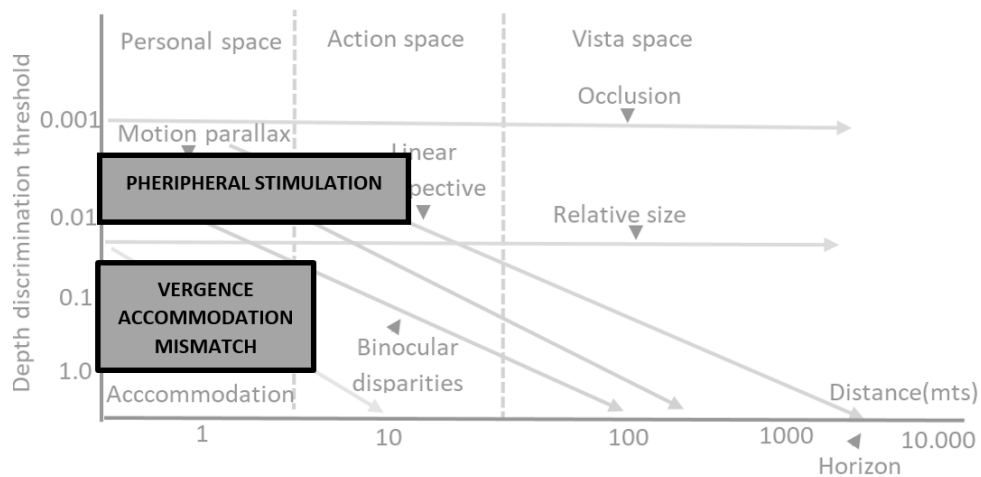 Personal space
Action space
Vista space
Depth discrimination threshold
Occlusion
0.001
Motion parallax
Linear
PHERIPHERAL STIMULATION
pective
0.01
Relative size
VERGENCE
ACCOMMODATION
MISMATCH
0.1
Binocular
disparities
1.0
Acccommodation
Distance(mts)
1
10
100
1000
10.000
Horizon